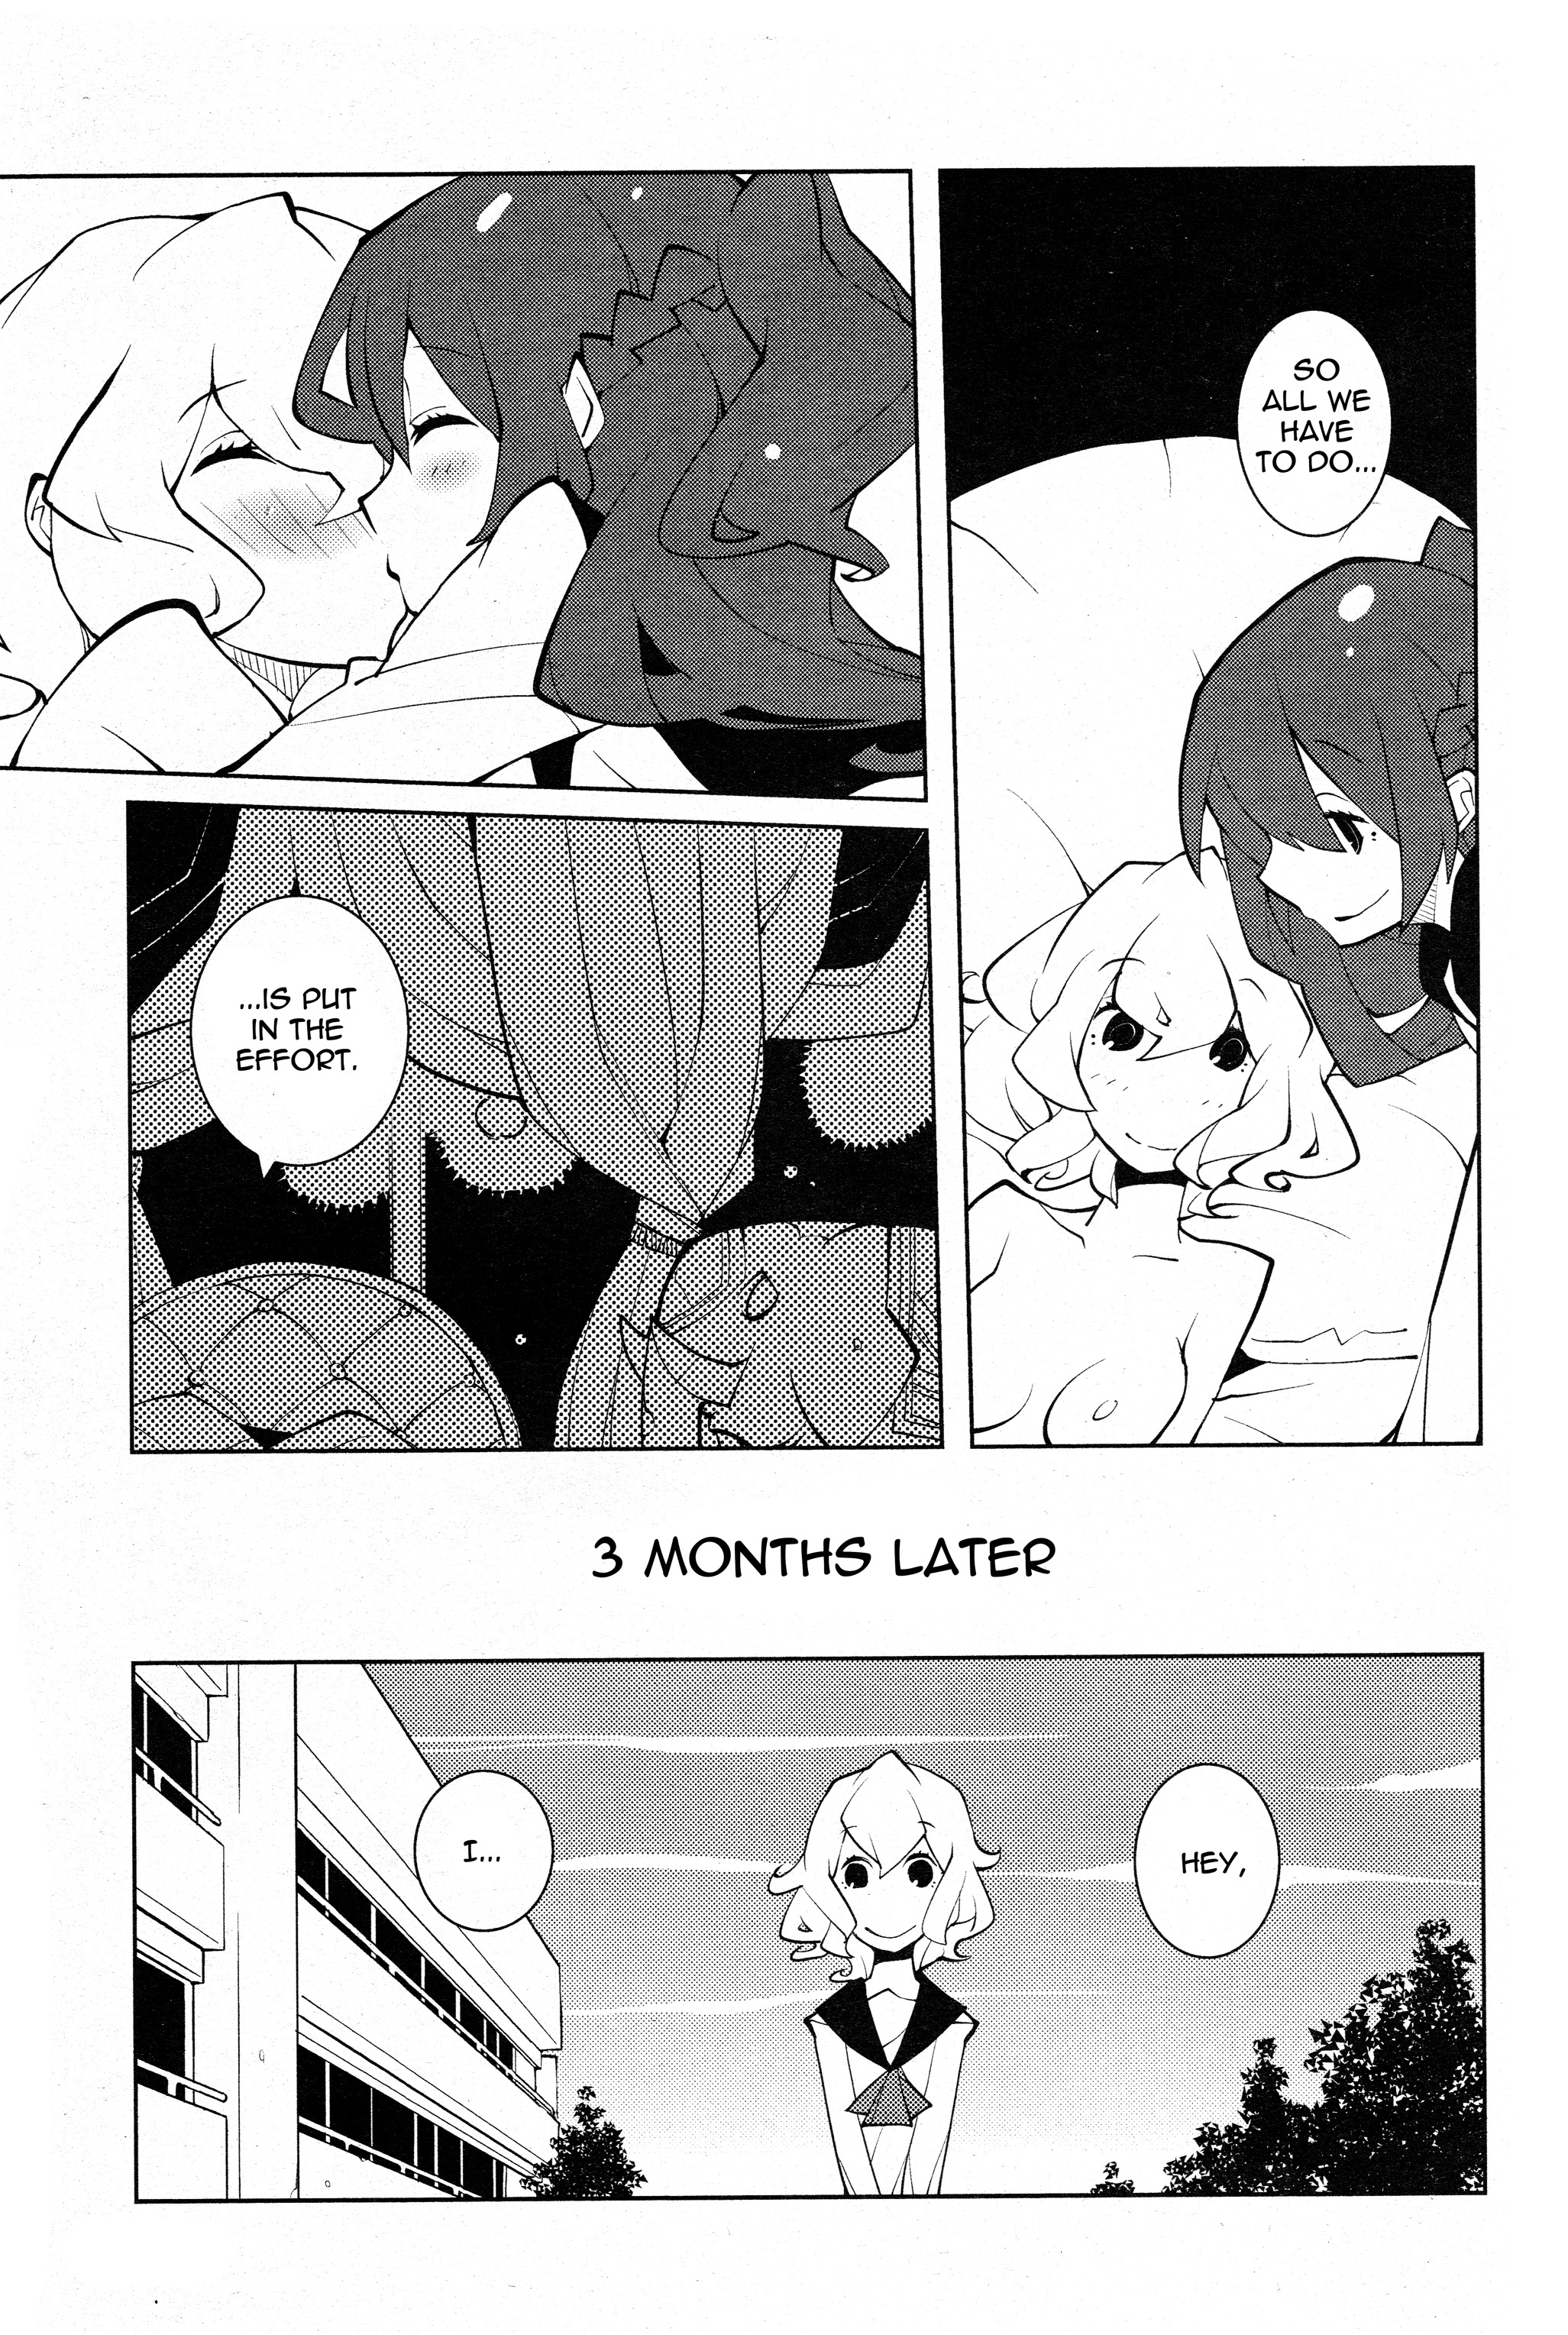 SO
ALL WE
HAVE
TO DO...
...IS PUT
IN THE
EFFORT.
3 MONTHS LATER
HEY,
I...